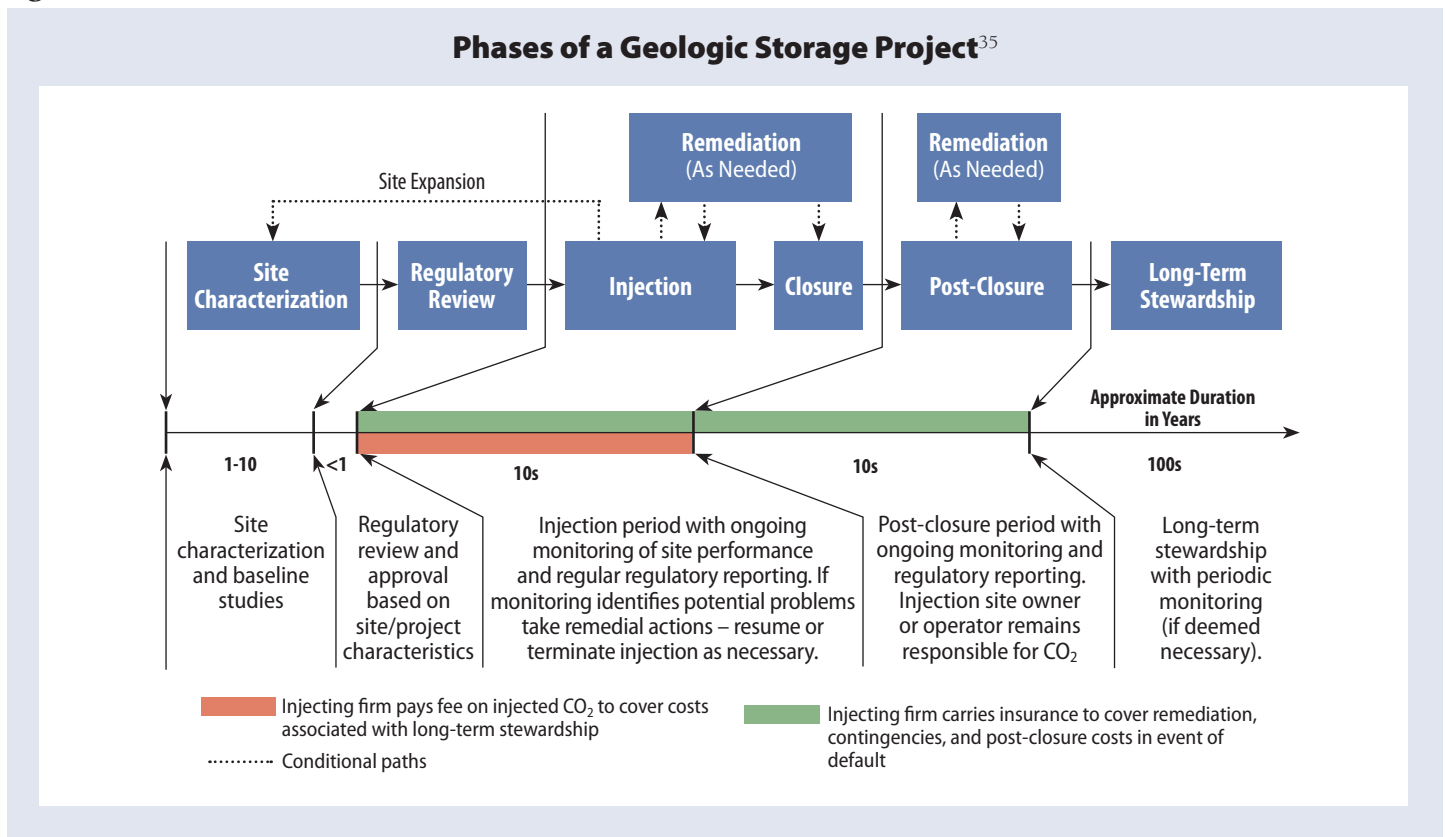 Phases of a Geologic Storage Project35
Remediation
(As Needed)
Remediation
(As Needed)
Site Expansion
Site
Characterization
Regulatory
Review
Injection
Closure
Post-Closure
Long-Term
Stewardship
Approximate Duration
in Years
1-10
<1
10s
10s
100s
Site
characterization
and baseline
studies
Regulatory
review and
approval
based on
site/project
characteristics
Injection period with ongoing
monitoring of site performance
and regular regulatory reporting. If
monitoring identifies potential problems
take remedial actions – resume or
terminate injection as necessary.
Post-closure period with
ongoing monitoring and
regulatory reporting.
Injection site owner
or operator remains
responsible for CO2
Long-term
stewardship
with periodic
monitoring
(if deemed
necessary).
Injecting firm pays fee on injected CO2 to cover costs
associated with long-term stewardship
Conditional paths
Injecting firm carries insurance to cover remediation,
contingencies, and post-closure costs in event of
default